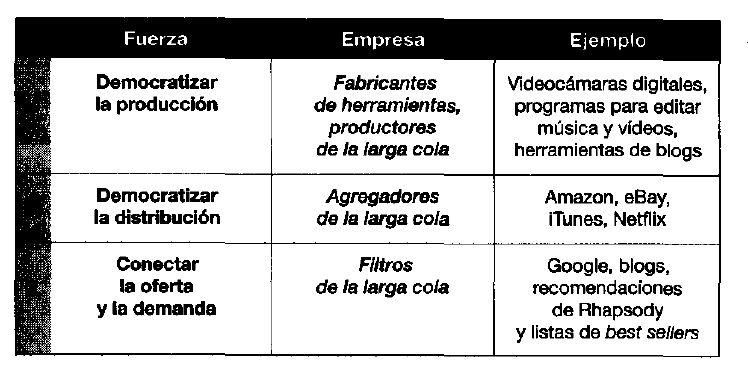 Fuerza Empresa Ejemplo
Democratizar
la producción
Fabricantes
de herramientas,
productores
de la larga cola
Videocámaras digitales,
programas para editar
música y vídeos,
herramientas de blogs
Democratizar
la distribución
Agregadores
de la larga cola
Amazon, eBay,
iTunes, Netflix
Conectar
la oferta
y la demanda
Filtros
de la larga cola
Google, blogs,
recomendaciones
de Rhapsody
y listas de best sellers